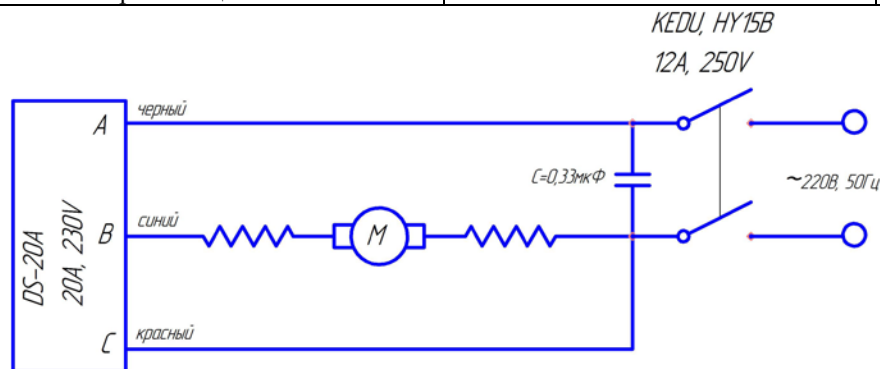 KEDU, HY15B
12A, 250V
черный
A
C=0,33мкФ
~220В, 50Гц
синий
B
M
DS-20A
20A, 230V
красный
C